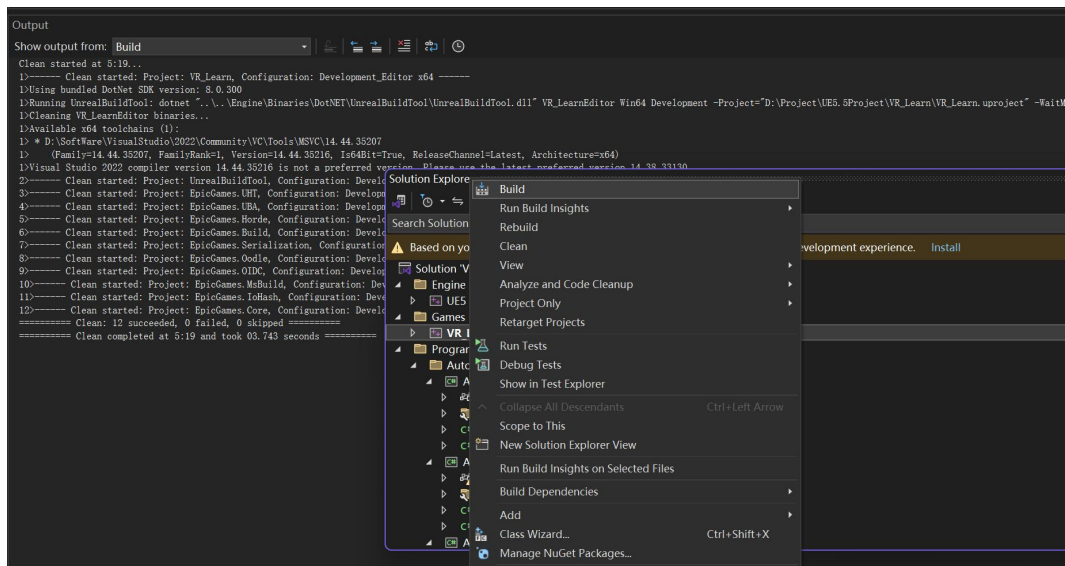 Output
Show output from: Build
Clean started at 5:19...
1>------ Clean started: Project: VR_Learn, Configuration: Development_Editor x64 ------
1>Using bundled DotNet SDK version: 8.0.300
1>Running UnrealBuildTool: dotnet "..\..\Engine\Binaries\DotNET\UnrealBuildTool\UnrealBuildTool.dll" VR_LearnEditor Win64 Development -Project="D:\Project\UE5.5Project\VR_Learn\VR_Learn.uproject" -WaitM
1>Cleaning VR_LearnEditor binaries...
1>Available x64 toolchains (1):
1> * D:\SoftWare\VisualStudio\2022\Community\VC\Tools\MSVC\14.44.35207
1> (Family=14.44.35207, FamilyRank=1, Version=14.44.35216, Is64Bit=True, ReleaseChannel=Latest, Architecture=x64)
1>Visual Studio 2022 compiler version 14.44.35216 is not a preferred version. Please use the latest preferred version 14.38.33130
2>------ Clean started: Project: UnrealBuildTool, Configuration: Devel
3>------ Clean started: Project: EpicGames.UHT, Configuration: Develop
4>------ Clean started: Project: EpicGames.UBA, Configuration: Develop
5>------ Clean started: Project: EpicGames.Horde, Configuration: Devel
6>------ Clean started: Project: EpicGames.Build, Configuration: Devel
7>------ Clean started: Project: EpicGames.Serialization, Configuration
8>------ Clean started: Project: EpicGames.Oodle, Configuration: Devel
9>------ Clean started: Project: EpicGames.OIDC, Configuration: Develop
10>------ Clean started: Project: EpicGames.MsBuild, Configuration: Dev
11>------ Clean started: Project: EpicGames.IoHash, Configuration: Deve
12>------ Clean started: Project: EpicGames.Core, Configuration: Devel
========== Clean: 12 succeeded, 0 failed, 0 skipped ==========
========== Clean completed at 5:19 and took 03.743 seconds ==========
Solution Explore
Search Solution
Based on yo
evelopment experience. Install
Solution 'V
Engine
UE5
Games
VR_L
Program
Auto
C# A
C#
C#
C# A
C#
C#
C# A
Build
Run Build Insights
Rebuild
Clean
View
Analyze and Code Cleanup
Project Only
Retarget Projects
Run Tests
Debug Tests
Show in Test Explorer
Collapse All Descendants Ctrl+Left Arrow
Scope to This
New Solution Explorer View
Run Build Insights on Selected Files
Build Dependencies
Add
Class Wizard... Ctrl+Shift+X
Manage NuGet Packages...